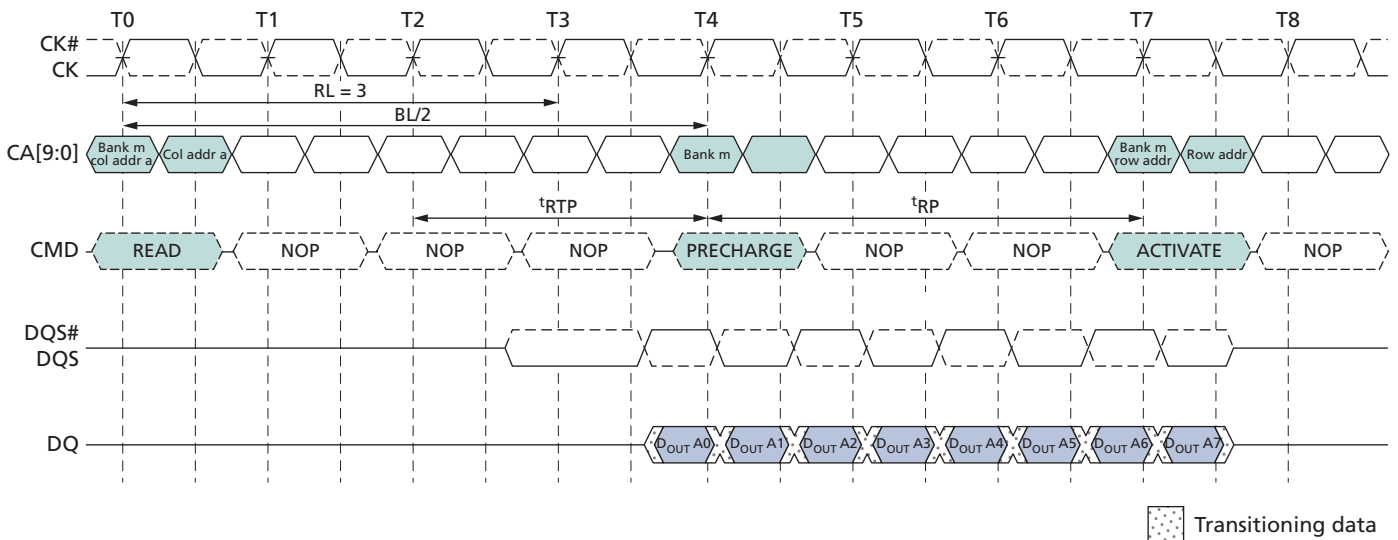 T0 T1 T2 T3 T4 T5 T6 T7 T8
CK#
CK
RL = 3
BL/2
CA[9:0] Bank m col addr a Col addr a Bank m Bank m row addr Row addr
tRTP tRP
CMD READ NOP NOP NOP PRECHARGE NOP NOP ACTIVATE NOP
DQS#
DQS
DQ DOUT A0 DOUT A1 DOUT A2 DOUT A3 DOUT A4 DOUT A5 DOUT A6 DOUT A7
Transitioning data